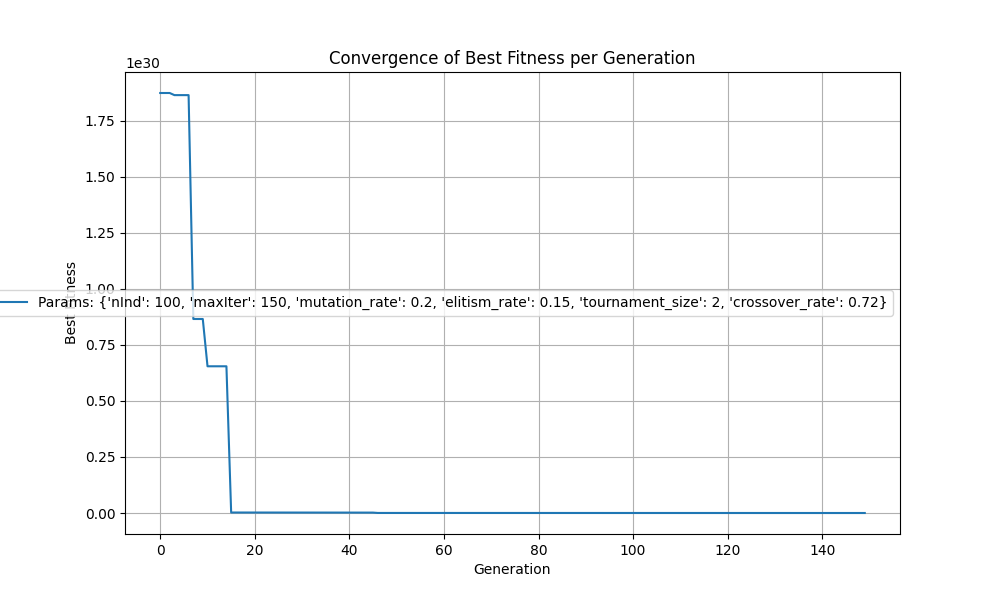 Convergence of Best Fitness per Generation
1e30
1.75
1.50
1.25
1.00
0.75
0.50
0.25
0.00
Best Fitness
Params: {'nInd': 100, 'maxIter': 150, 'mutation_rate': 0.2, 'elitism_rate': 0.15, 'tournament_size': 2, 'crossover_rate': 0.72}
0 20 40 60 80 100 120 140
Generation